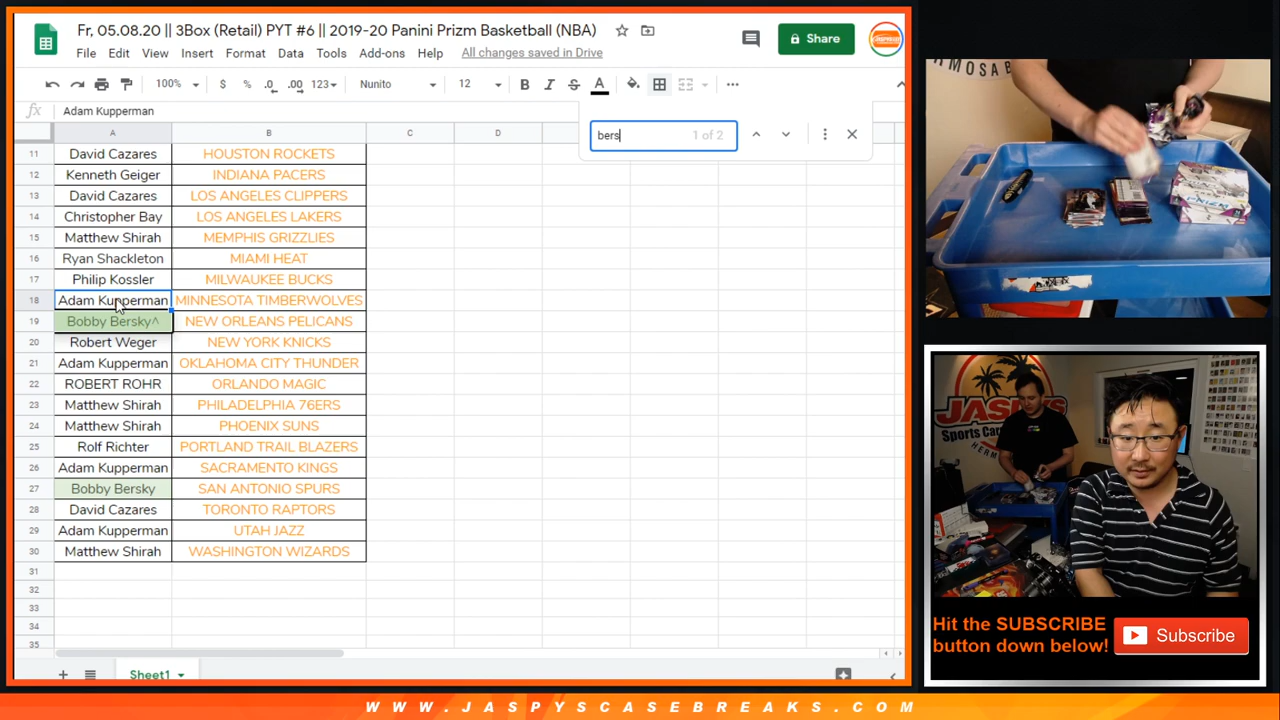 Fr, 05.08.20 || 3Box (Retail) PYT #6 || 2019-20 Panini Prizm Basketball (NBA)
File Edit View Insert Format Data Tools Add-ons Help All changes saved in Drive
Share
100% $ % .0 .00 123 Nunito 12 B I S A
fx Adam Kupperman
bers 1 of 2
A B C D
11 David Cazares HOUSTON ROCKETS
12 Kenneth Geiger INDIANA PACERS
13 David Cazares LOS ANGELES CLIPPERS
14 Christopher Bay LOS ANGELES LAKERS
15 Matthew Shirah MEMPHIS GRIZZLIES
16 Ryan Shackleton MIAMI HEAT
17 Philip Kossler MILWAUKEE BUCKS
18 Adam Kupperman MINNESOTA TIMBERWOLVES
19 Bobby Bersky^ NEW ORLEANS PELICANS
20 Robert Weger NEW YORK KNICKS
21 Adam Kupperman OKLAHOMA CITY THUNDER
22 ROBERT ROHR ORLANDO MAGIC
23 Matthew Shirah PHILADELPHIA 76ERS
24 Matthew Shirah PHOENIX SUNS
25 Rolf Richter PORTLAND TRAIL BLAZERS
26 Adam Kupperman SACRAMENTO KINGS
27 Bobby Bersky SAN ANTONIO SPURS
28 David Cazares TORONTO RAPTORS
29 Adam Kupperman UTAH JAZZ
30 Matthew Shirah WASHINGTON WIZARDS
31
32
33
34
35
Sheet1
PRIZM
JASPYS
Sports Car
HERM
Hit the SUBSCRIBE
button down below!
Subscribe
WWW.JASPYSCASEBREAKS.COM